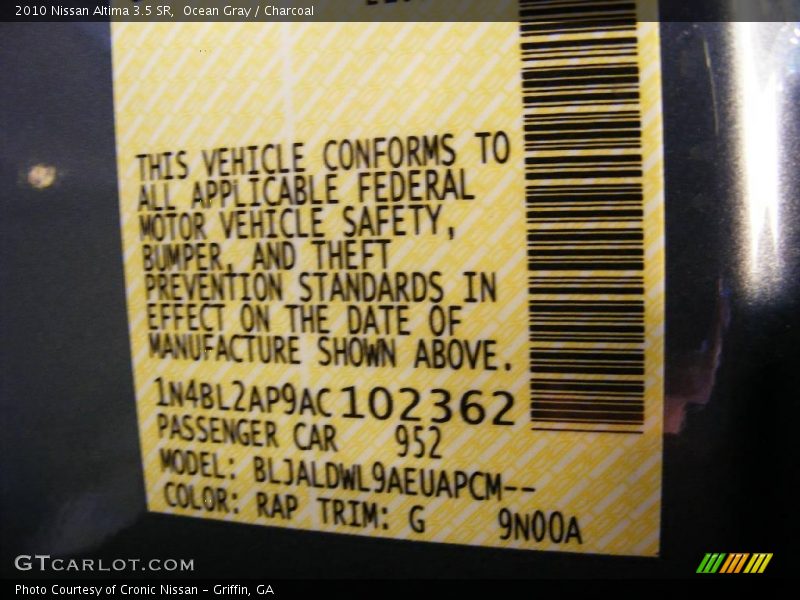 2010 Nissan Altima 3.5 SR,  Ocean Gray / Charcoal
THIS VEHICLE CONFORMS TO
ALL APPLICABLE FEDERAL
MOTOR VEHICLE SAFETY,
BUMPER, AND THEFT
PREVENTION STANDARDS IN
EFFECT ON THE DATE OF
MANUFACTURE SHOWN ABOVE.
1N4BL2AP9AC102362
PASSENGER CAR 952
MODEL: BLJALDWL9AEUAPCM--
COLOR: RAP TRIM: G 9N00A
GTCARLOT.COM
Photo Courtesy of Cronic Nissan - Griffin, GA